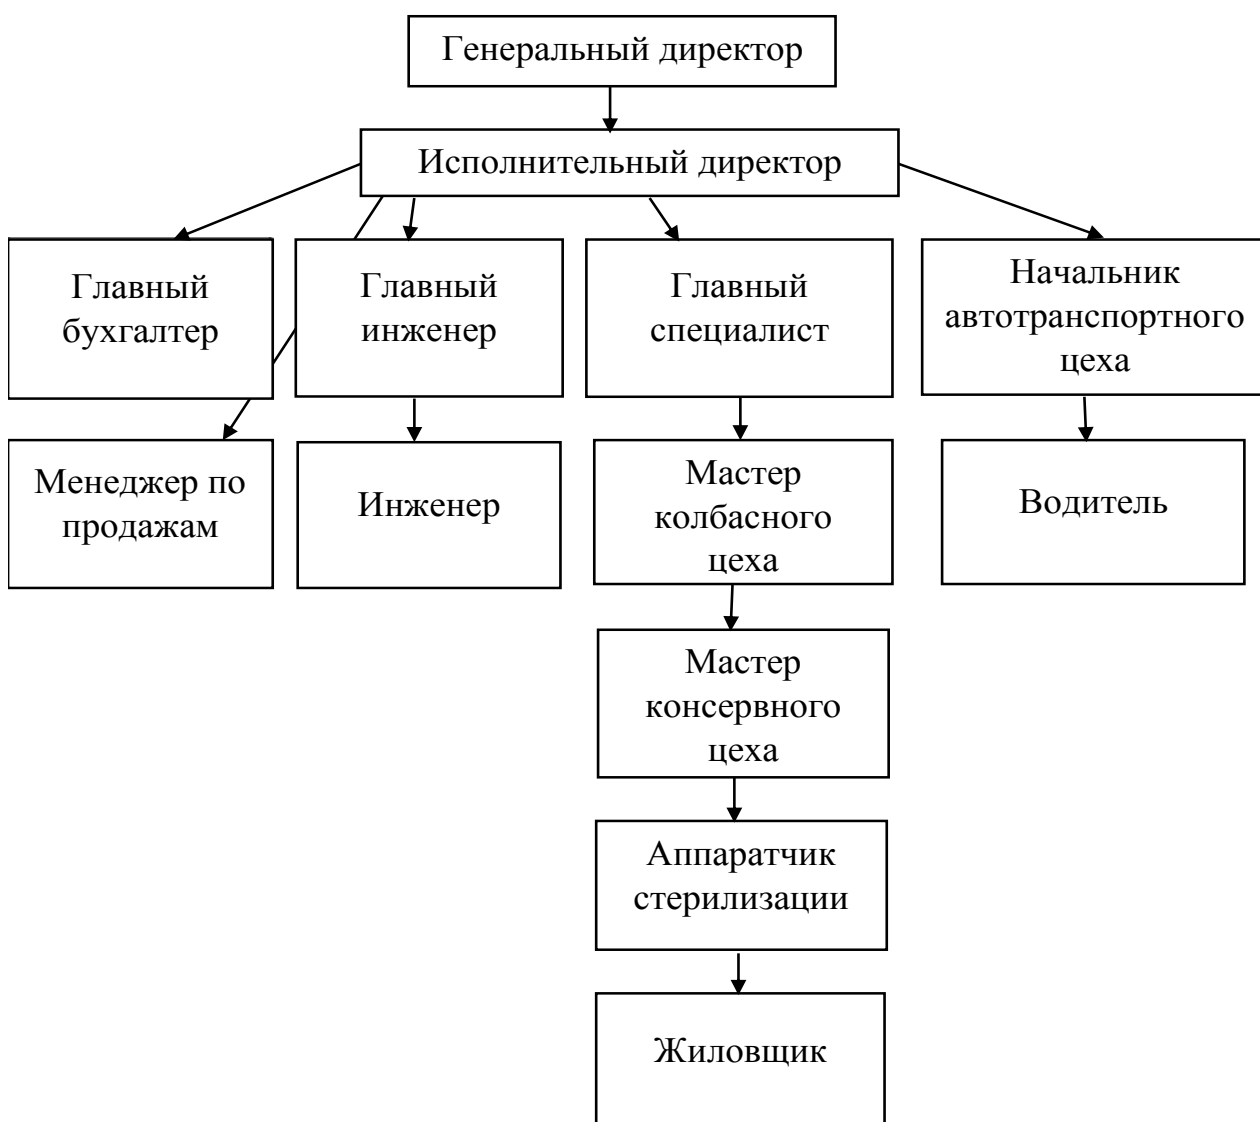 Генеральный директор
Исполнительный директор
Главный
бухгалтер
Главный
инженер
Главный
специалист
Начальник
автотранспортного
цеха
Менеджер по
продажам
Инженер
Мастер
колбасного
цеха
Водитель
Мастер
консервного
цеха
Аппаратчик
стерилизации
Жиловщик